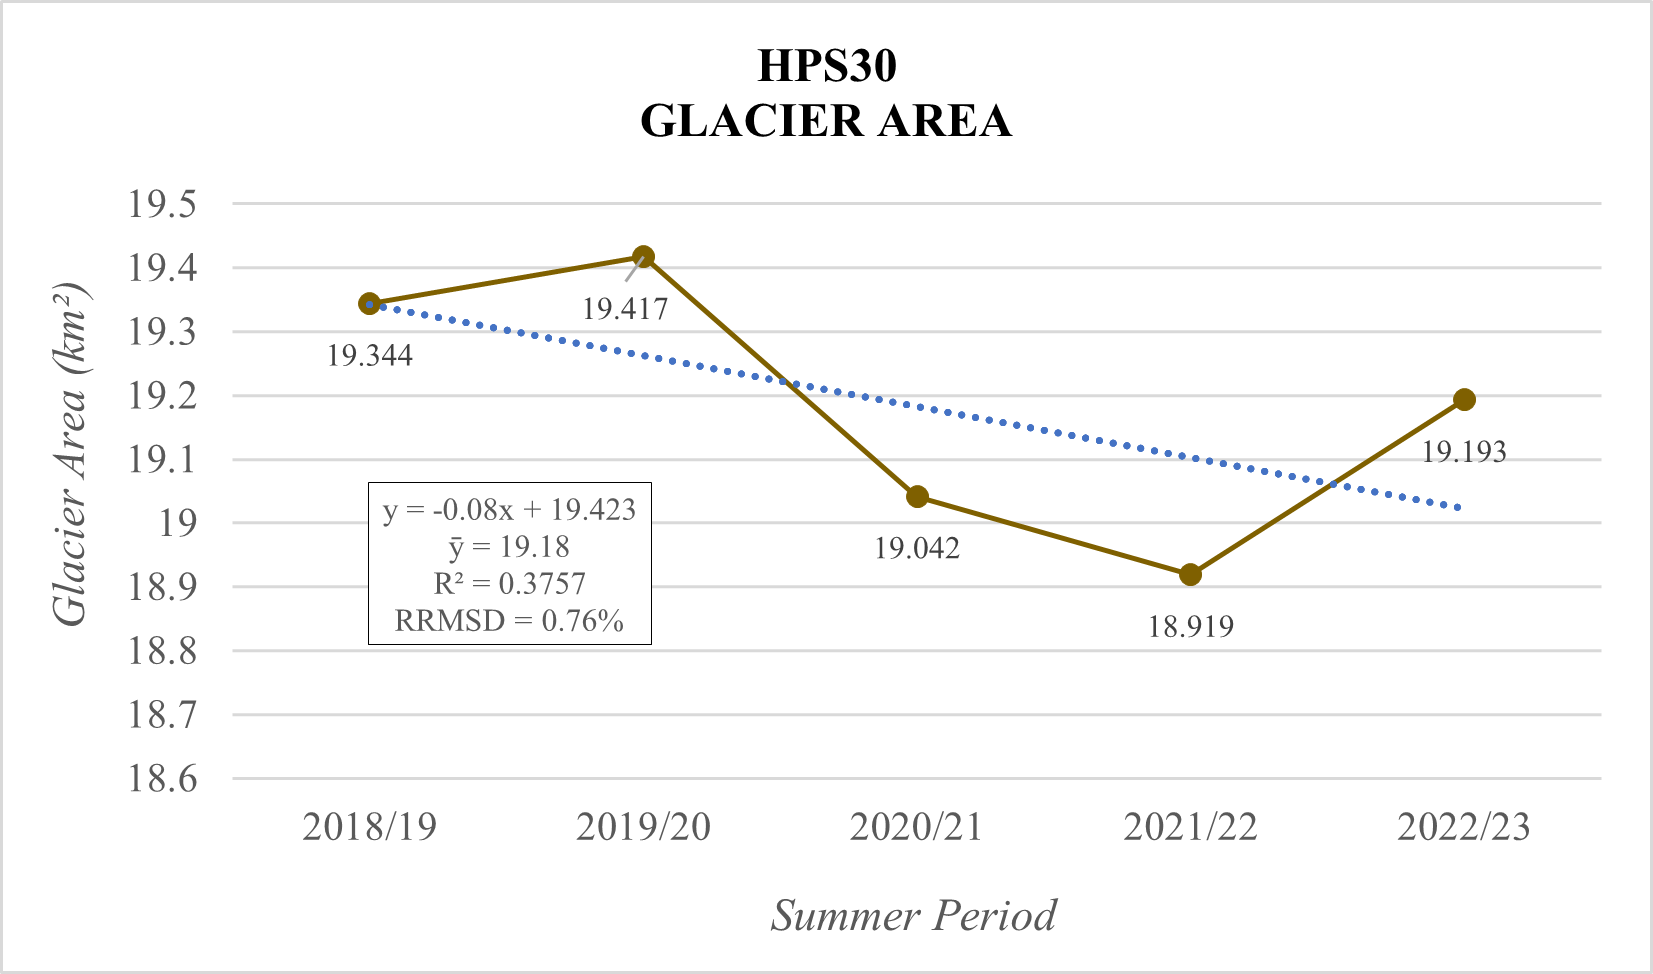 HPS30
GLACIER AREA
Glacier Area (km²)
19.5
19.4
19.3
19.2
19.1
19
18.9
18.8
18.7
18.6
19.344
19.417
19.042
18.919
19.193
y = -0.08x + 19.423
ȳ = 19.18
R² = 0.3757
RRMSD = 0.76%
2018/19 2019/20 2020/21 2021/22 2022/23
Summer Period